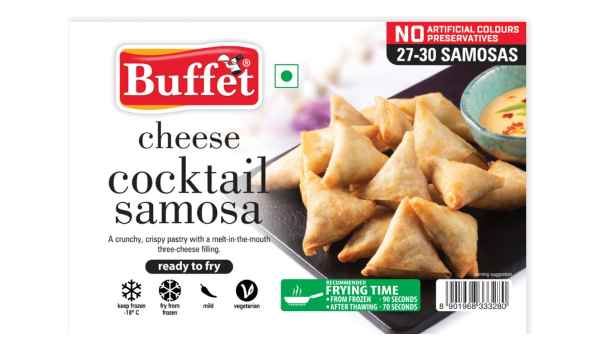 Buffet®
NO ARTIFICIAL COLOURS
PRESERVATIVES
27-30 SAMOSAS
cheese
cocktail
samosa
A crunchy, crispy pastry with a melt-in-the-mouth
three-cheese filling.
ready to fry
keep frozen
-18° C
fry from
frozen
mild
vegetarian
RECOMMENDED
FRYING TIME
• FROM FROZEN - 90 SECONDS
• AFTER THAWING - 70 SECONDS
serving suggestion
8 901968 333280